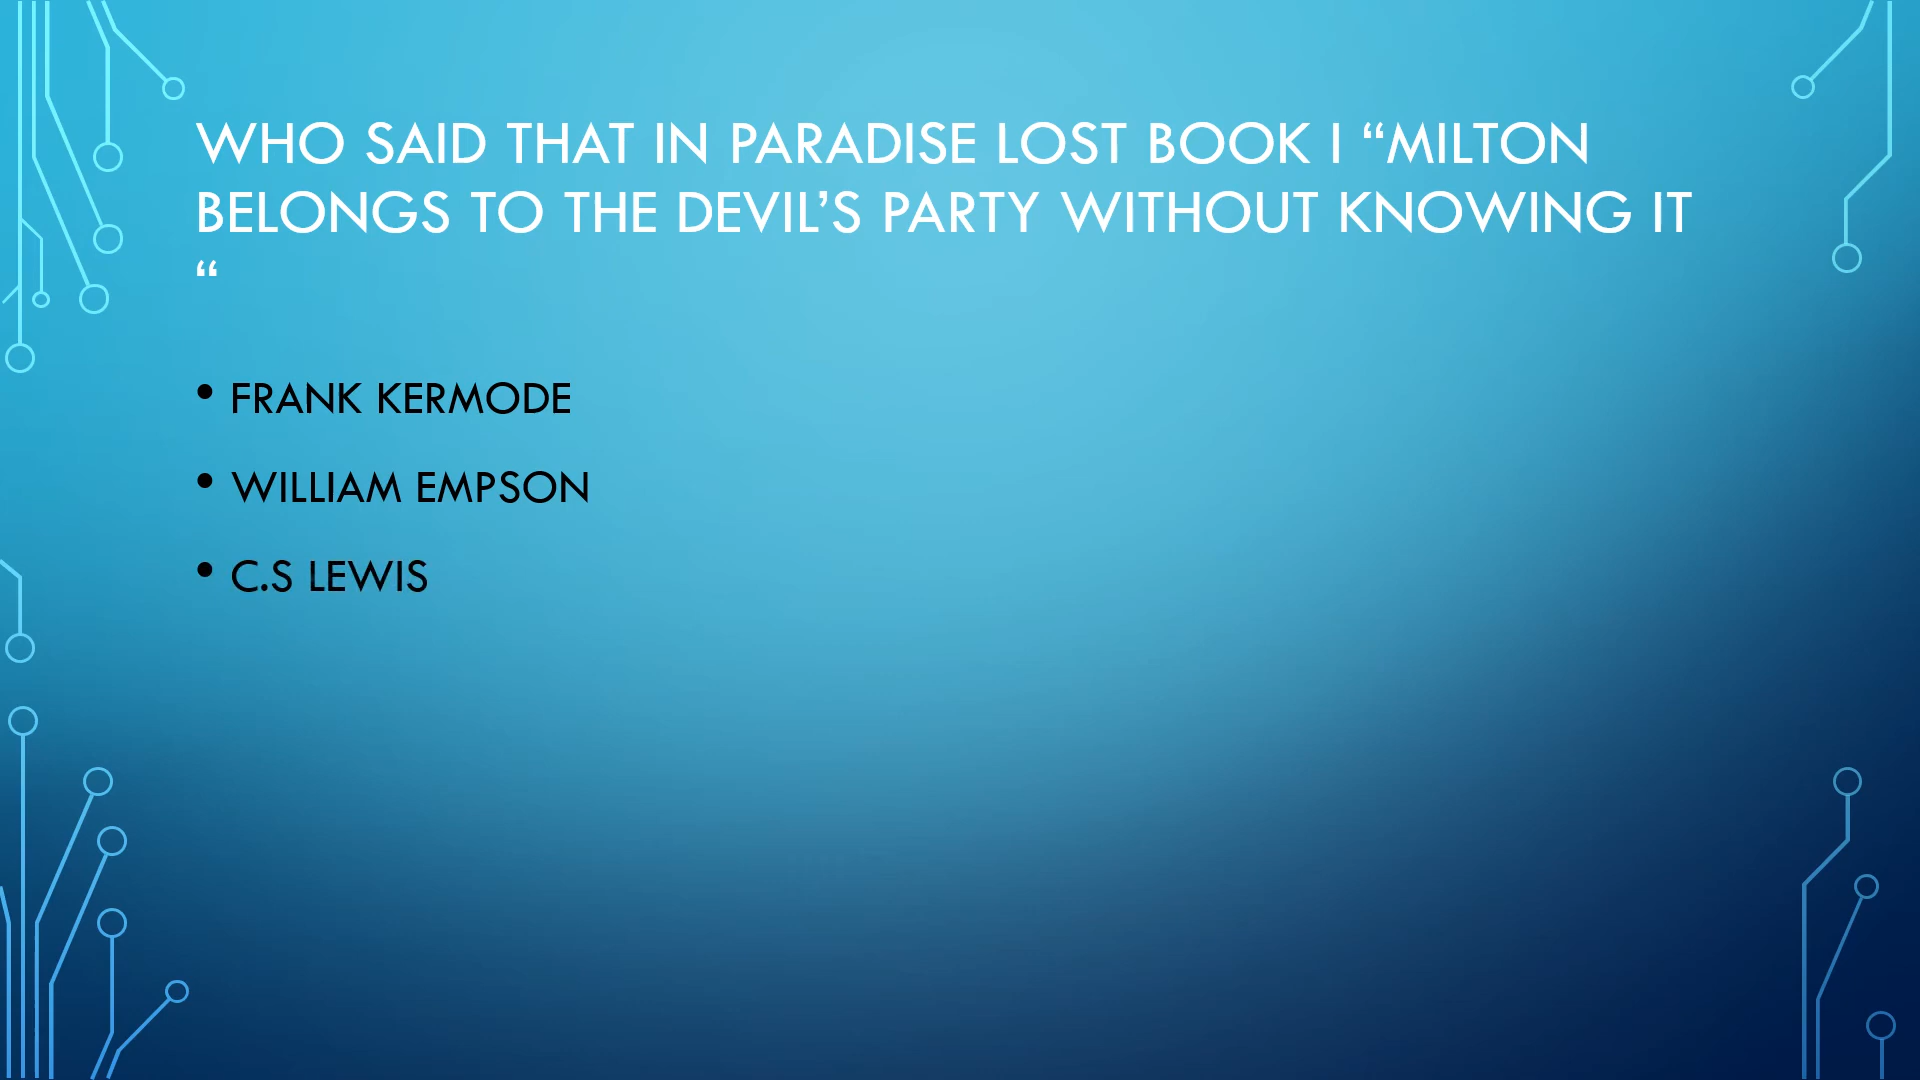 WHO SAID THAT IN PARADISE LOST BOOK I “MILTON
BELONGS TO THE DEVIL’S PARTY WITHOUT KNOWING IT
“
• FRANK KERMODE
• WILLIAM EMPSON
• C.S LEWIS